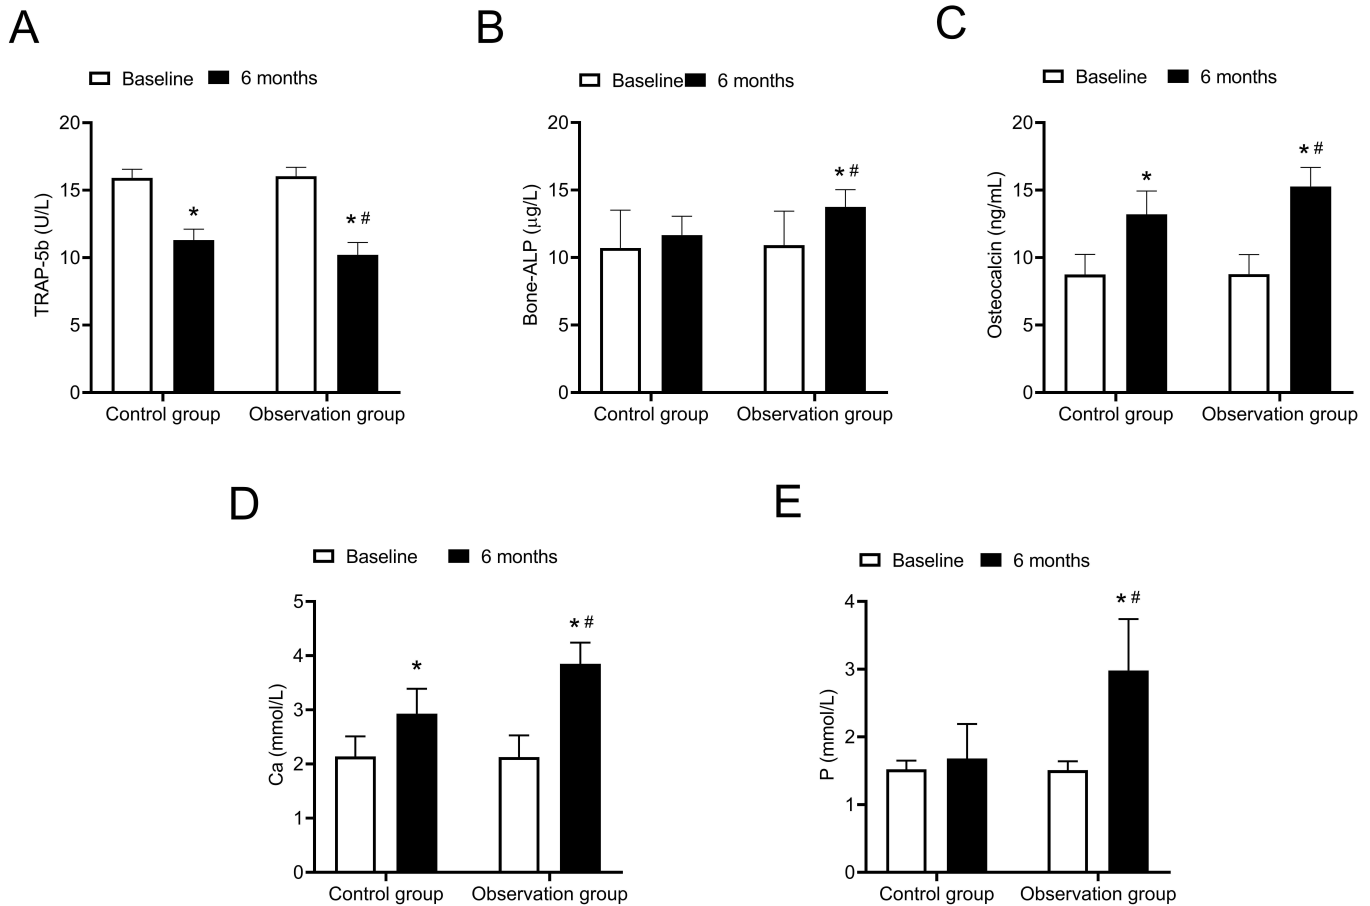 A
B
C
Baseline 6 months
Baseline 6 months
Baseline 6 months
TRAP-5b (U/L)
20
15
10
5
0
*
* #
Control group Observation group
Bone-ALP (μg/L)
20
15
10
5
0
* #
Control group Observation group
Osteocalcin (ng/mL)
20
15
10
5
0
*
* #
Control group Observation group
D
E
Baseline 6 months
Baseline 6 months
Ca (mmol/L)
5
4
3
2
1
0
*
* #
Control group Observation group
P (mmol/L)
4
3
2
1
0
* #
Control group Observation group